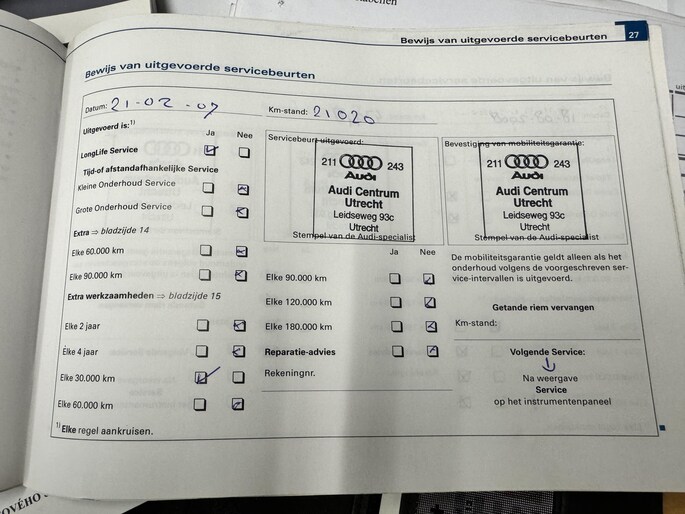 Bewijs van uitgevoerde servicebeurten 27
Bewijs van uitgevoerde servicebeurten
Datum: 21-02-07
Km-stand: 21020
Uitgevoerd is:1)
Ja Nee
LongLife Service
Tijd-of afstandafhankelijke Service
Kleine Onderhoud Service
Grote Onderhoud Service
Extra ⇒ bladzijde 14
Elke 60.000 km
Elke 90.000 km
Extra werkzaamheden ⇒ bladzijde 15
Elke 2 jaar
Elke 4 jaar
Elke 30.000 km
Elke 60.000 km
1) Elke regel aankruisen.
Servicebeurt uitgevoerd:
211 243
Audi
Audi Centrum
Utrecht
Leidseweg 93c
Utrecht
Stempel van de Audi-specialist
Ja Nee
Elke 90.000 km
Elke 120.000 km
Elke 180.000 km
Reparatie-advies
Rekeningnr.
Bevestiging van mobiliteitsgarantie:
211 243
Audi
Audi Centrum
Utrecht
Leidseweg 93c
Utrecht
Stempel van de Audi-specialist
De mobiliteitsgarantie geldt alleen als het
onderhoud volgens de voorgeschreven ser-
vice-intervallen is uitgevoerd.
Getande riem vervangen
Km-stand:
Volgende Service:
Na weergave
Service
op het instrumentenpaneel